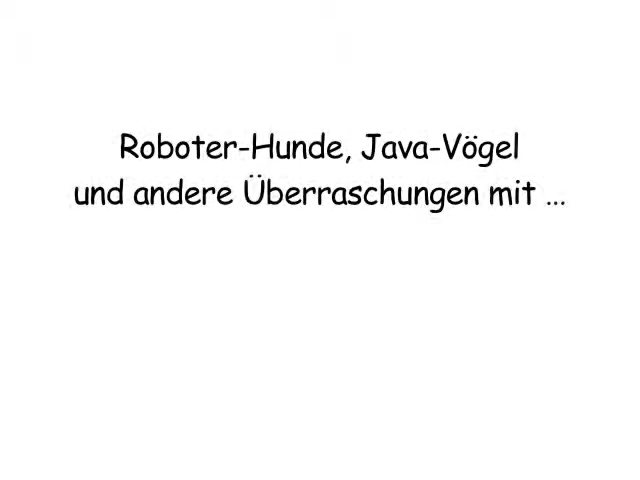 Roboter-Hunde, Java-Vögel
und andere Überraschungen mit ...